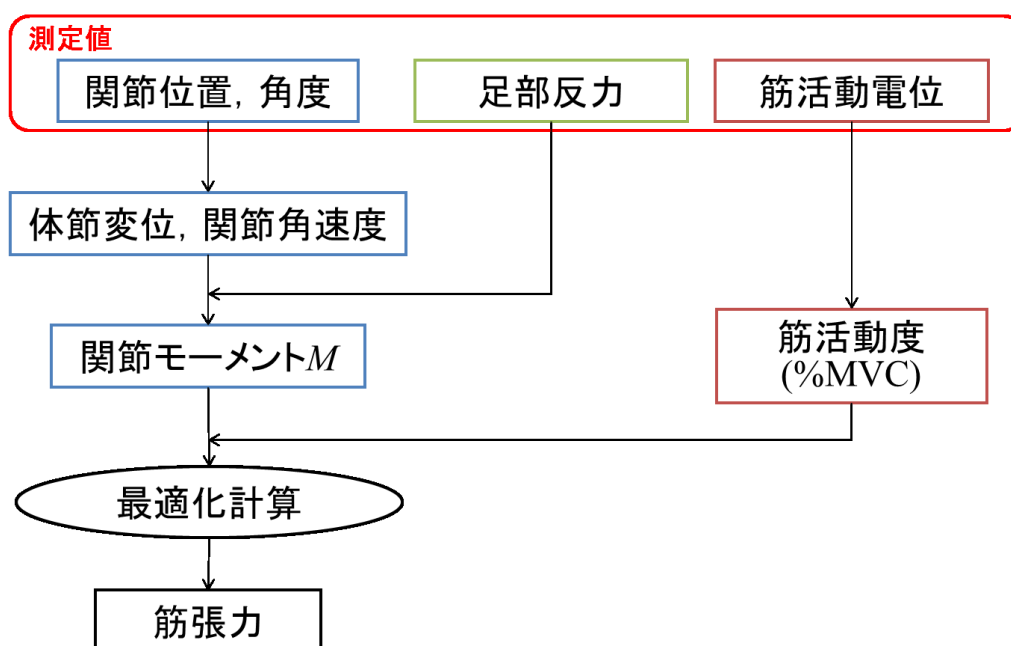 測定値
関節位置, 角度
足部反力
筋活動電位
体節変位, 関節角速度
関節モーメントM
筋活動度
(%MVC)
最適化計算
筋張力